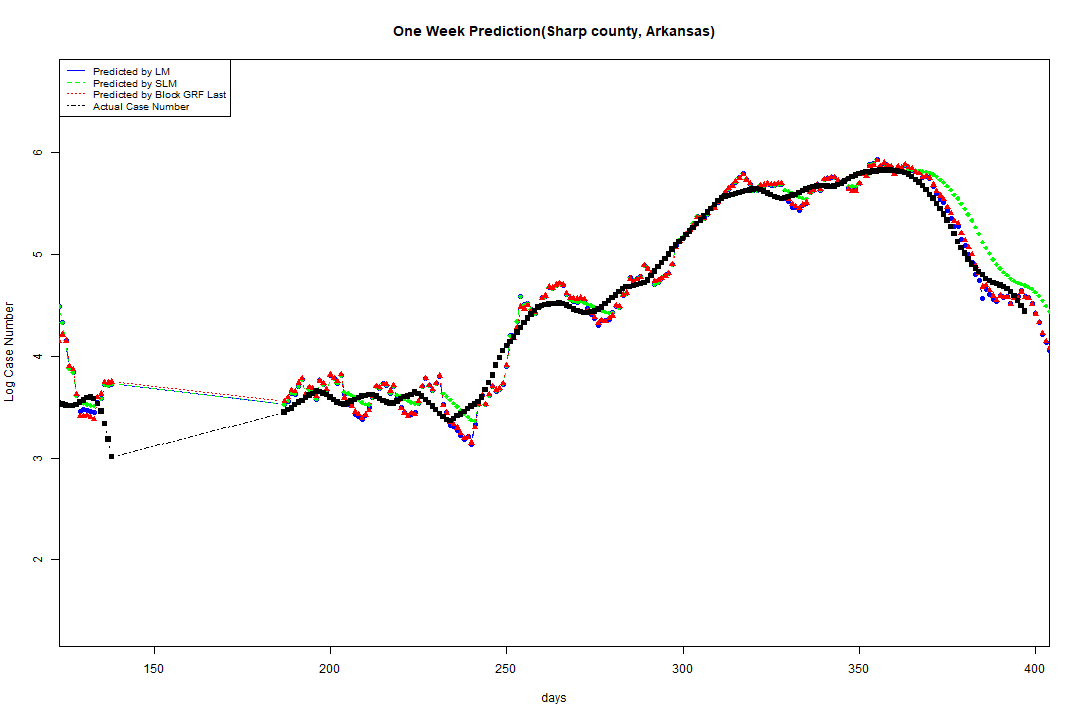 One Week Prediction(Sharp county, Arkansas)
Predicted by LM
Predicted by SLM
Predicted by Block GRF Last
Actual Case Number
6
5
4
3
2
Log Case Number
150 200 250 300 350 400
days